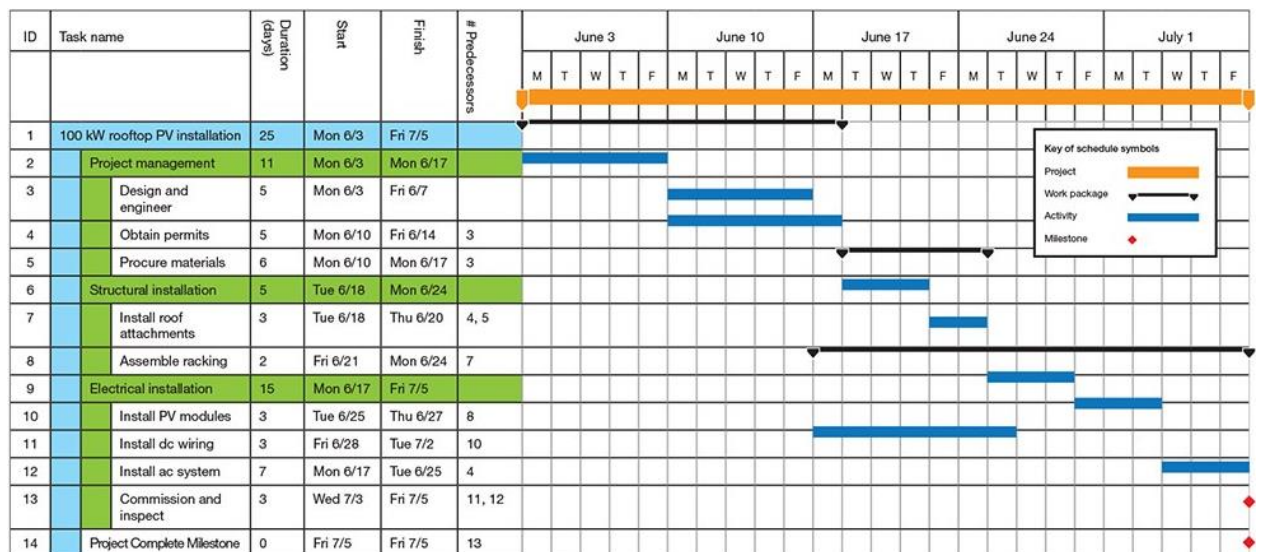 ID Task name Duration (days) Start Finish # Predecessors June 3 June 10 June 17 June 24 July 1
M T W T F M T W T F M T W T F M T W T F M T W T F
1 100 kW rooftop PV installation 25 Mon 6/3 Fri 7/5
2 Project management 11 Mon 6/3 Mon 6/17
3 Design and engineer 5 Mon 6/3 Fri 6/7
4 Obtain permits 5 Mon 6/10 Fri 6/14 3
5 Procure materials 6 Mon 6/10 Mon 6/17 3
6 Structural installation 5 Tue 6/18 Mon 6/24
7 Install roof attachments 3 Tue 6/18 Thu 6/20 4, 5
8 Assemble racking 2 Fri 6/21 Mon 6/24 7
9 Electrical installation 15 Mon 6/17 Fri 7/5
10 Install PV modules 3 Tue 6/25 Thu 6/27 8
11 Install dc wiring 3 Fri 6/28 Tue 7/2 10
12 Install ac system 7 Mon 6/17 Tue 6/25 4
13 Commission and inspect 3 Wed 7/3 Fri 7/5 11, 12
14 Project Complete Milestone 0 Fri 7/5 Fri 7/5 13
Key of schedule symbols
Project
Work package
Activity
Milestone